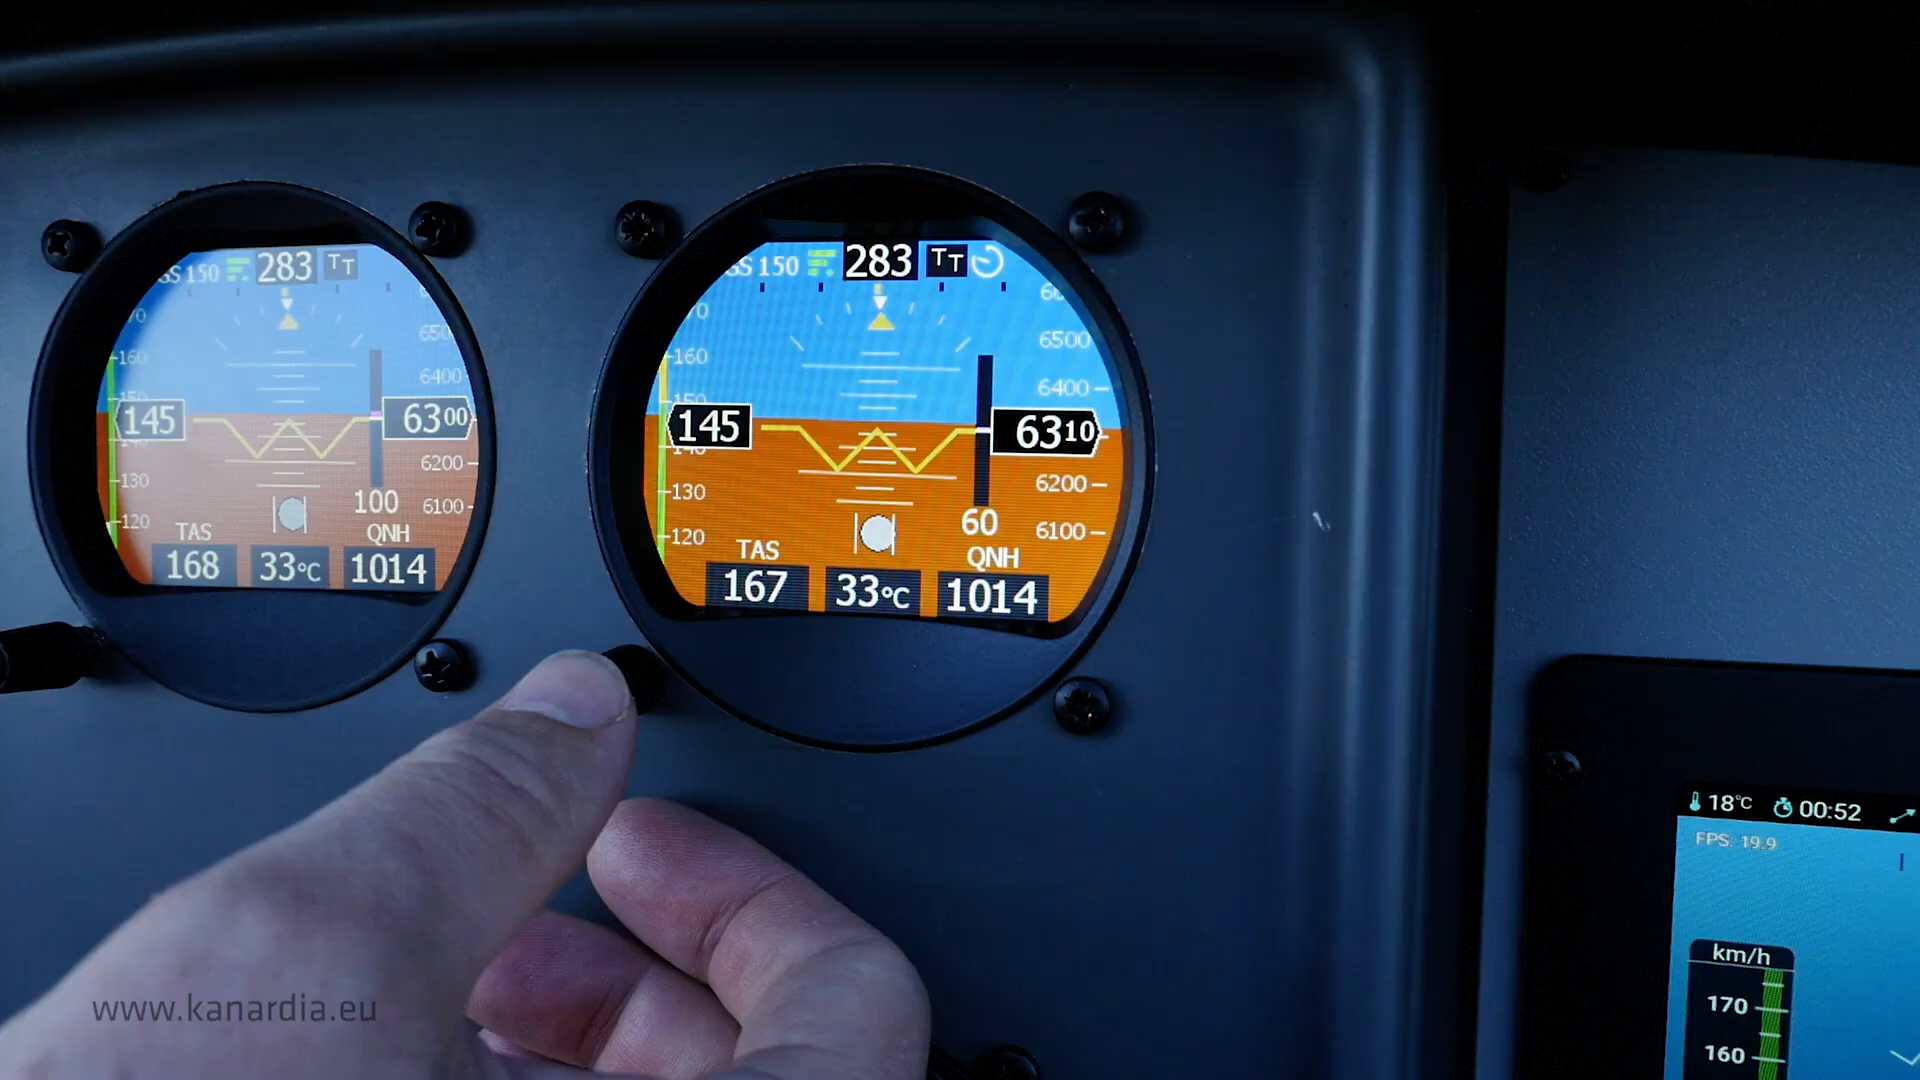 GS 150 283 TT
160
6400
145
6300
130
6200
120
6100
100
TAS
QNH
168
33°C
1014
GS 150 283 TT
160
6500
6400
145
6310
130
6200
120
6100
60
TAS
QNH
167
33°C
1014
18°C 00:52
FPS: 19.9
km/h
170
160
www.kanardia.eu